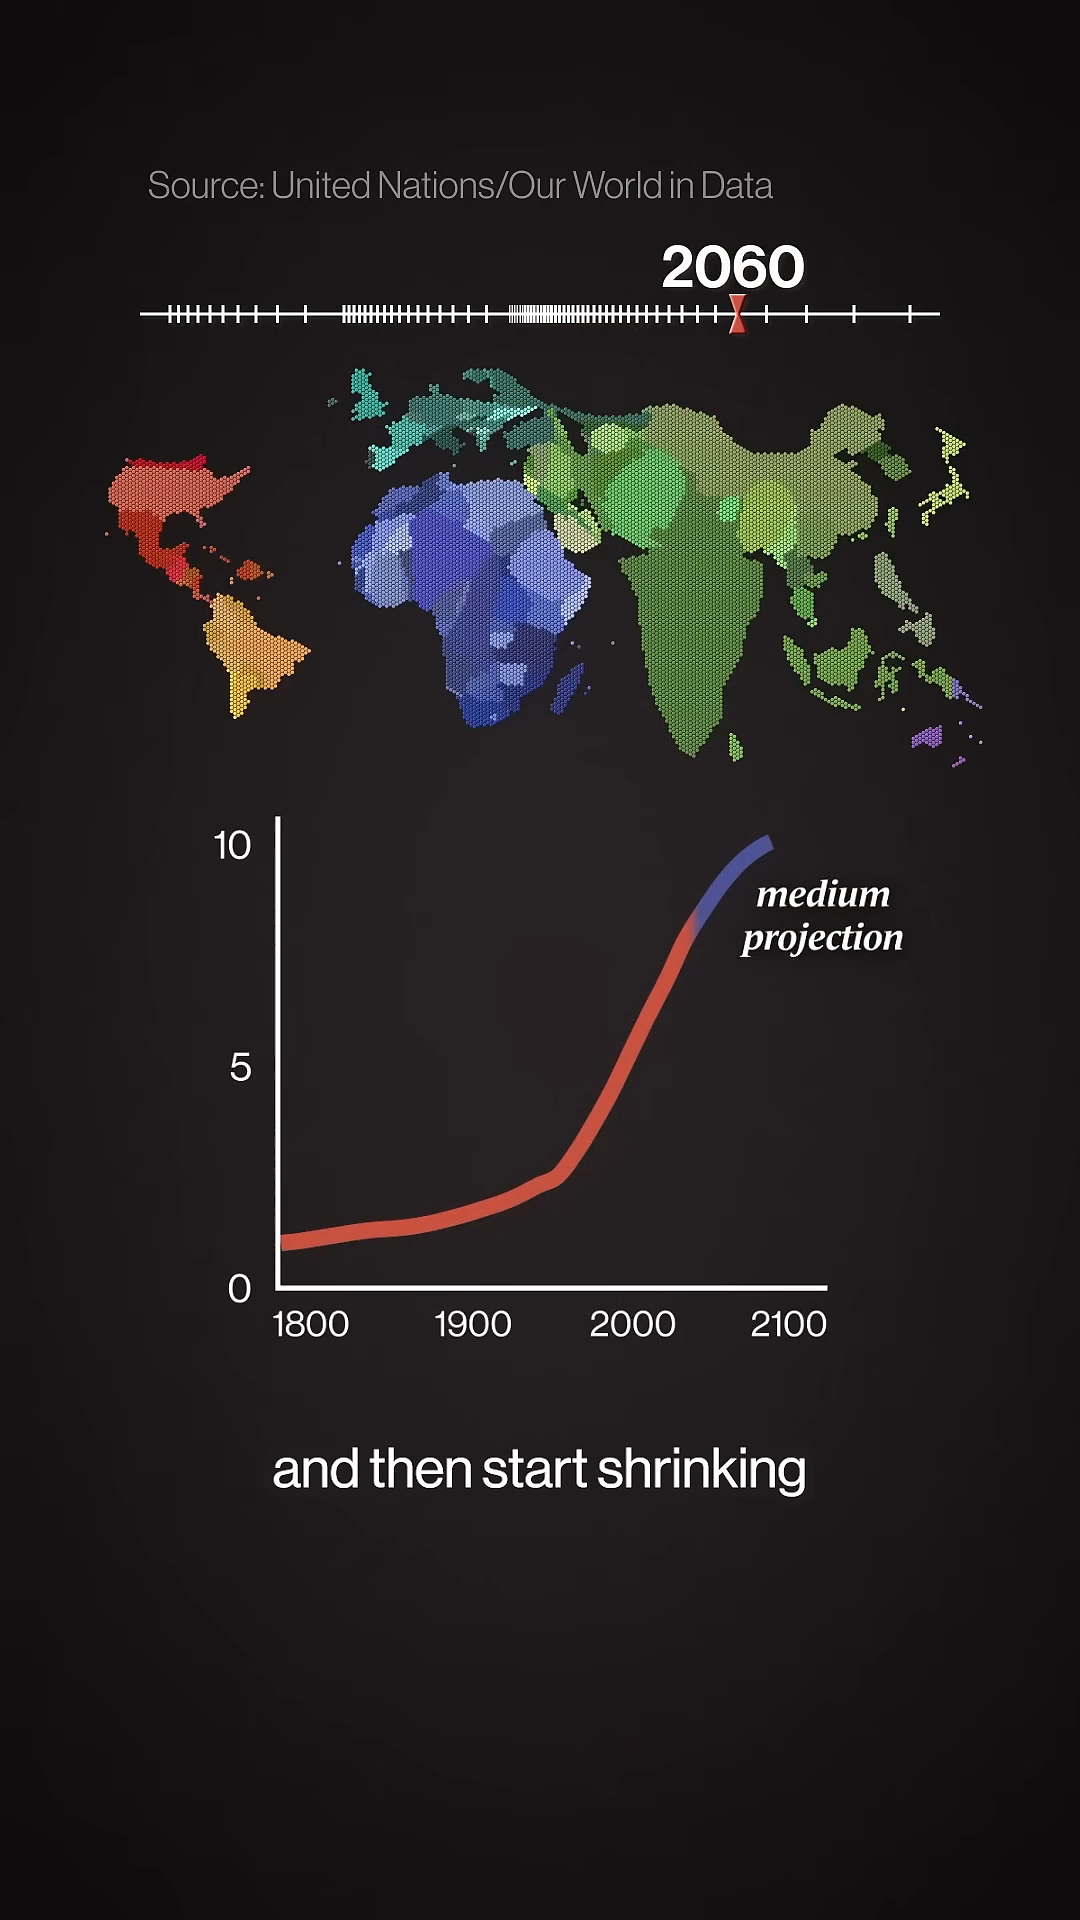 Source: United Nations/Our World in Data
2060
10
medium
projection
5
0
1800 1900 2000 2100
and then start shrinking